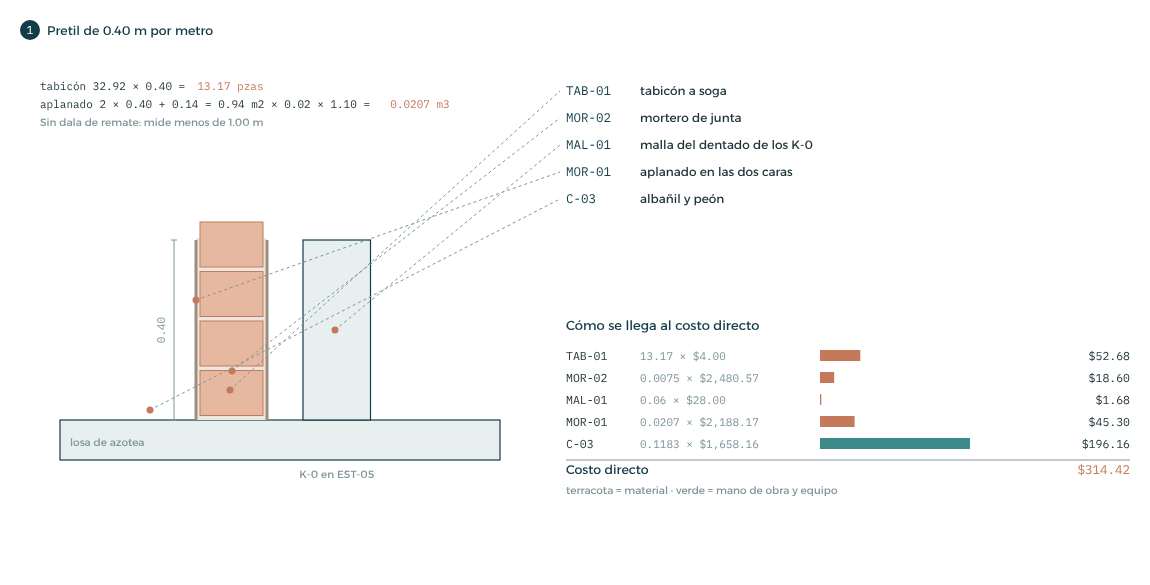 1 Pretil de 0.40 m por metro
tabicón 32.92 × 0.40 = 13.17 pzas
aplanado 2 × 0.40 + 0.14 = 0.94 m2 × 0.02 × 1.10 = 0.0207 m3
Sin dala de remate: mide menos de 1.00 m
TAB-01 tabicón a soga
MOR-02 mortero de junta
MAL-01 malla del dentado de los K-0
MOR-01 aplanado en las dos caras
C-03 albañil y peón
0.40
losa de azotea
K-0 en EST-05
Cómo se llega al costo directo
TAB-01 13.17 × $4.00 $52.68
MOR-02 0.0075 × $2,480.57 $18.60
MAL-01 0.06 × $28.00 $1.68
MOR-01 0.0207 × $2,188.17 $45.30
C-03 0.1183 × $1,658.16 $196.16
Costo directo $314.42
terracota = material · verde = mano de obra y equipo